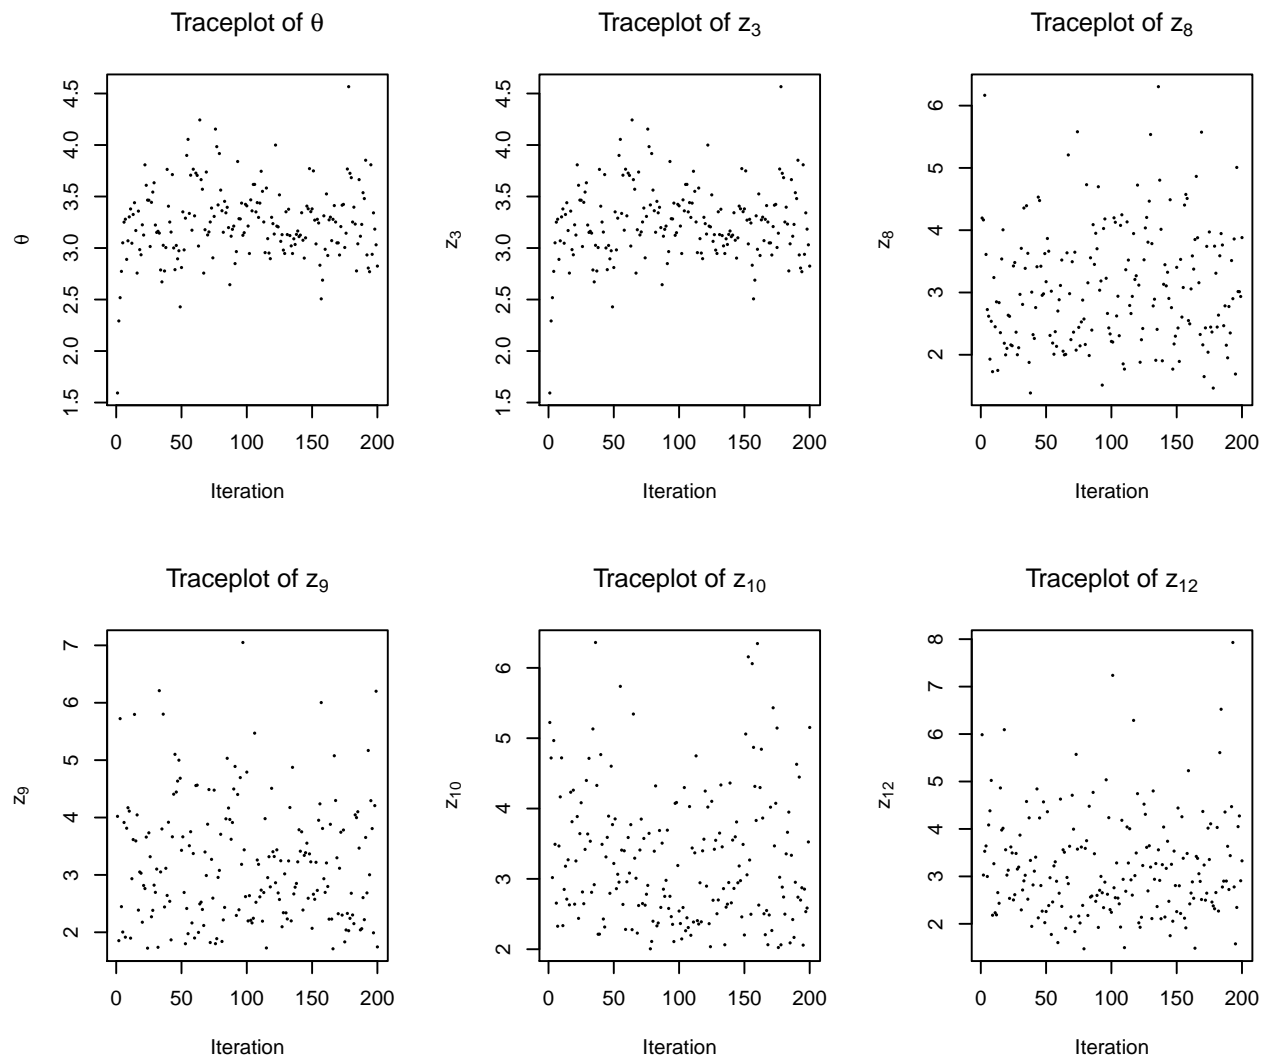 Traceplot of θ
Traceplot of z3
Traceplot of z8
θ
1.5 2.0 2.5 3.0 3.5 4.0 4.5
0 50 100 150 200
Iteration
z3
1.5 2.0 2.5 3.0 3.5 4.0 4.5
0 50 100 150 200
Iteration
z8
2 3 4 5 6
0 50 100 150 200
Iteration
Traceplot of z9
Traceplot of z10
Traceplot of z12
z9
2 3 4 5 6 7
0 50 100 150 200
Iteration
z10
2 3 4 5 6
0 50 100 150 200
Iteration
z12
2 3 4 5 6 7 8
0 50 100 150 200
Iteration